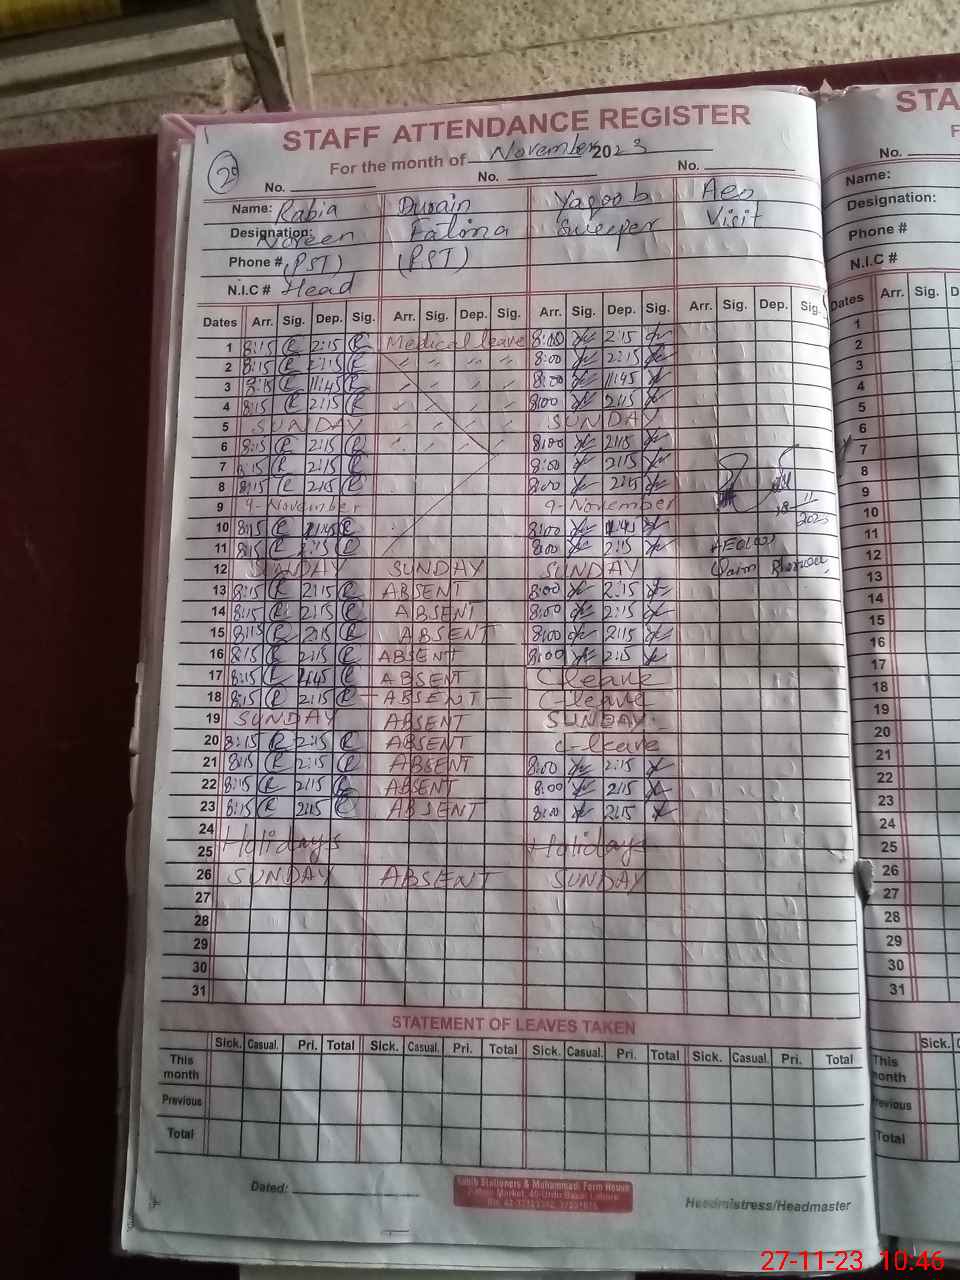 STAFF ATTENDANCE REGISTER
For the month of November 2023
29
No. No. No.
Name: Rabia Durain Yaqoob Aeo
Designation: Noreen Fatima Sweeper Visit
Phone # (PST) (PST)
N.I.C # Head
Dates Arr. Sig. Dep. Sig. Arr. Sig. Dep. Sig. Arr. Sig. Dep. Sig. Arr. Sig. Dep. Sig.
1 8:15 R 2:15 R Medical leave 8:00 2:15
2 8:15 R 2:15 R 〃 〃 〃 〃 8:00 2:15
3 8:15 R 11:45 R 〃 〃 〃 〃 8:00 11:45
4 8:15 R 2:15 R 〃 〃 〃 〃 8:00 2:15
5 SUNDAY 〃 〃 〃 〃 SUNDAY
6 8:15 R 2:15 R 〃 〃 〃 〃 8:00 2:15
7 8:15 R 2:15 R 8:00 2:15
8 8:15 R 2:15 R 8:00 2:15
9 9-November 9-November 11
10 8:15 R 11:45 R 8:00 11:45 2023
11 8:15 R 2:15 R 8:00 2:15
12 SUNDAY SUNDAY SUNDAY
13 8:15 R 2:15 R ABSENT 8:00 2:15
14 8:15 R 2:15 R ABSENT 8:00 2:15
15 8:15 R 2:15 R ABSENT 8:00 2:15
16 8:15 R 2:15 R ABSENT 8:00 2:15
17 8:15 R 11:45 R ABSENT C-leave
18 8:15 R 2:15 R — ABSENT — C-leave
19 SUNDAY ABSENT SUNDAY
20 8:15 R 2:15 R ABSENT C-leave
21 8:15 R 2:15 R ABSENT 8:00 2:15
22 8:15 R 2:15 R ABSENT 8:00 2:15
23 8:15 R 2:15 R ABSENT 8:00 2:15
24
25 Holidays Holidays
26 SUNDAY ABSENT SUNDAY
27
28
29
30
31
STATEMENT OF LEAVES TAKEN
Sick. Casual. Pri. Total Sick. Casual. Pri. Total Sick. Casual. Pri. Total Sick. Casual. Pri. Total
This month
Previous
Total
Dated:
Habib Stationers & Muhammadi Form House
Market, 40-Urdu Bazar Lahore
Headmistress/Headmaster
STA
No.
Name:
Designation:
Phone #
N.I.C #
Dates Arr. Sig.
1
2
3
4
5
6
7
8
9
10
11
12
13
14
15
16
17
18
19
20
21
22
23
24
25
26
27
28
29
30
31
Sick.
This month
Previous
Total
27-11-23 10:46